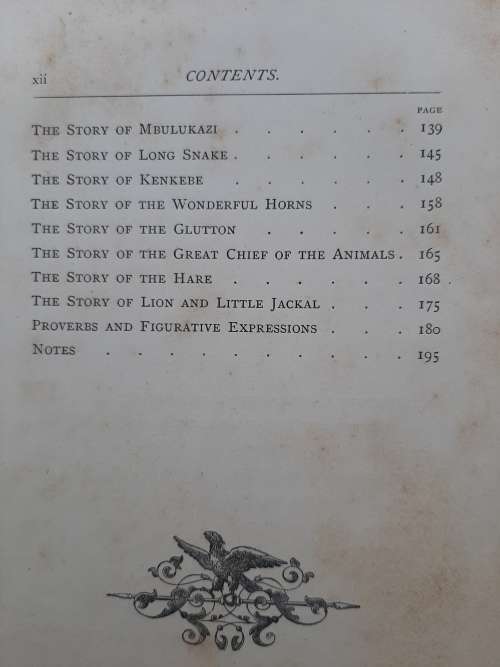 xii CONTENTS.
PAGE
THE STORY OF MBULUKAZI . . . . . . 139
THE STORY OF LONG SNAKE . . . . . . 145
THE STORY OF KENKEBE . . . . . . 148
THE STORY OF THE WONDERFUL HORNS . . . 158
THE STORY OF THE GLUTTON . . . . . 161
THE STORY OF THE GREAT CHIEF OF THE ANIMALS . 165
THE STORY OF THE HARE . . . . . 168
THE STORY OF LION AND LITTLE JACKAL . . . 175
PROVERBS AND FIGURATIVE EXPRESSIONS . . . 180
NOTES . . . . . . . . . . 195